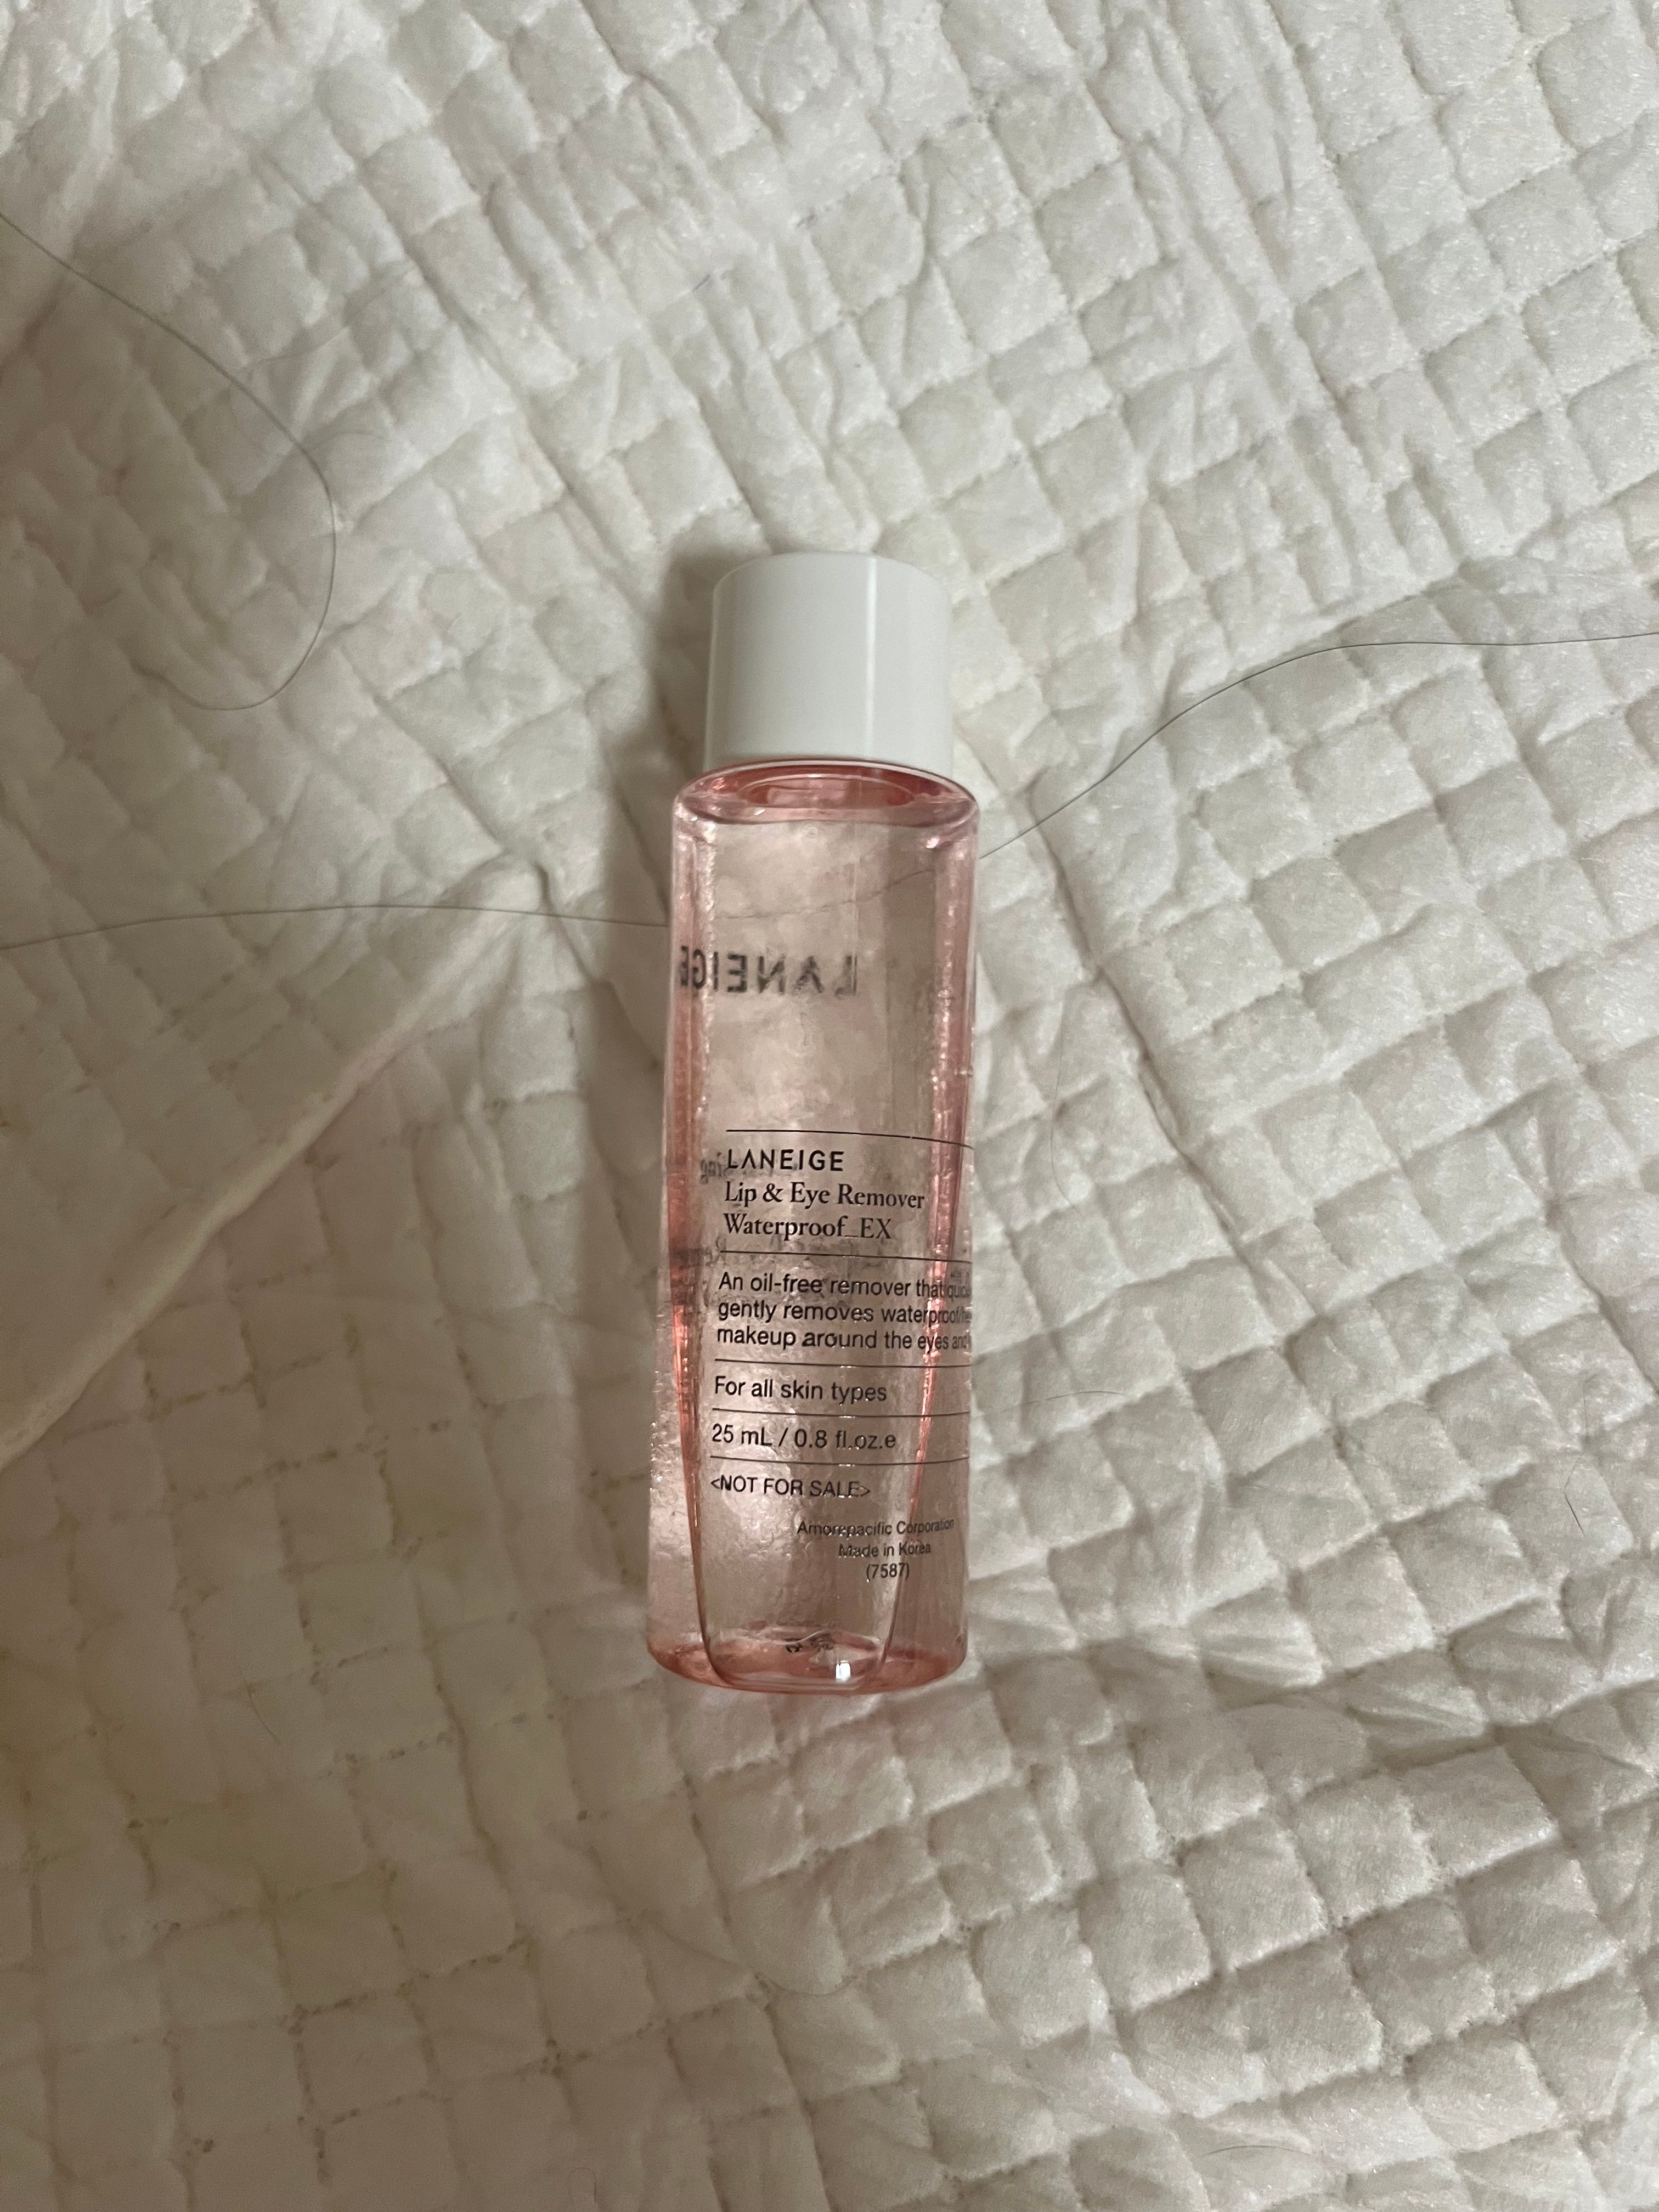 LANEIGE
LANEIGE
Lip & Eye Remover
Waterproof_EX
An oil-free remover that
gently removes
makeup around the eyes and
For all skin types
25 mL / 0.8 fl.oz.e
<NOT FOR SALE>
Amorepacific Corporation
Made in Korea
(7587)